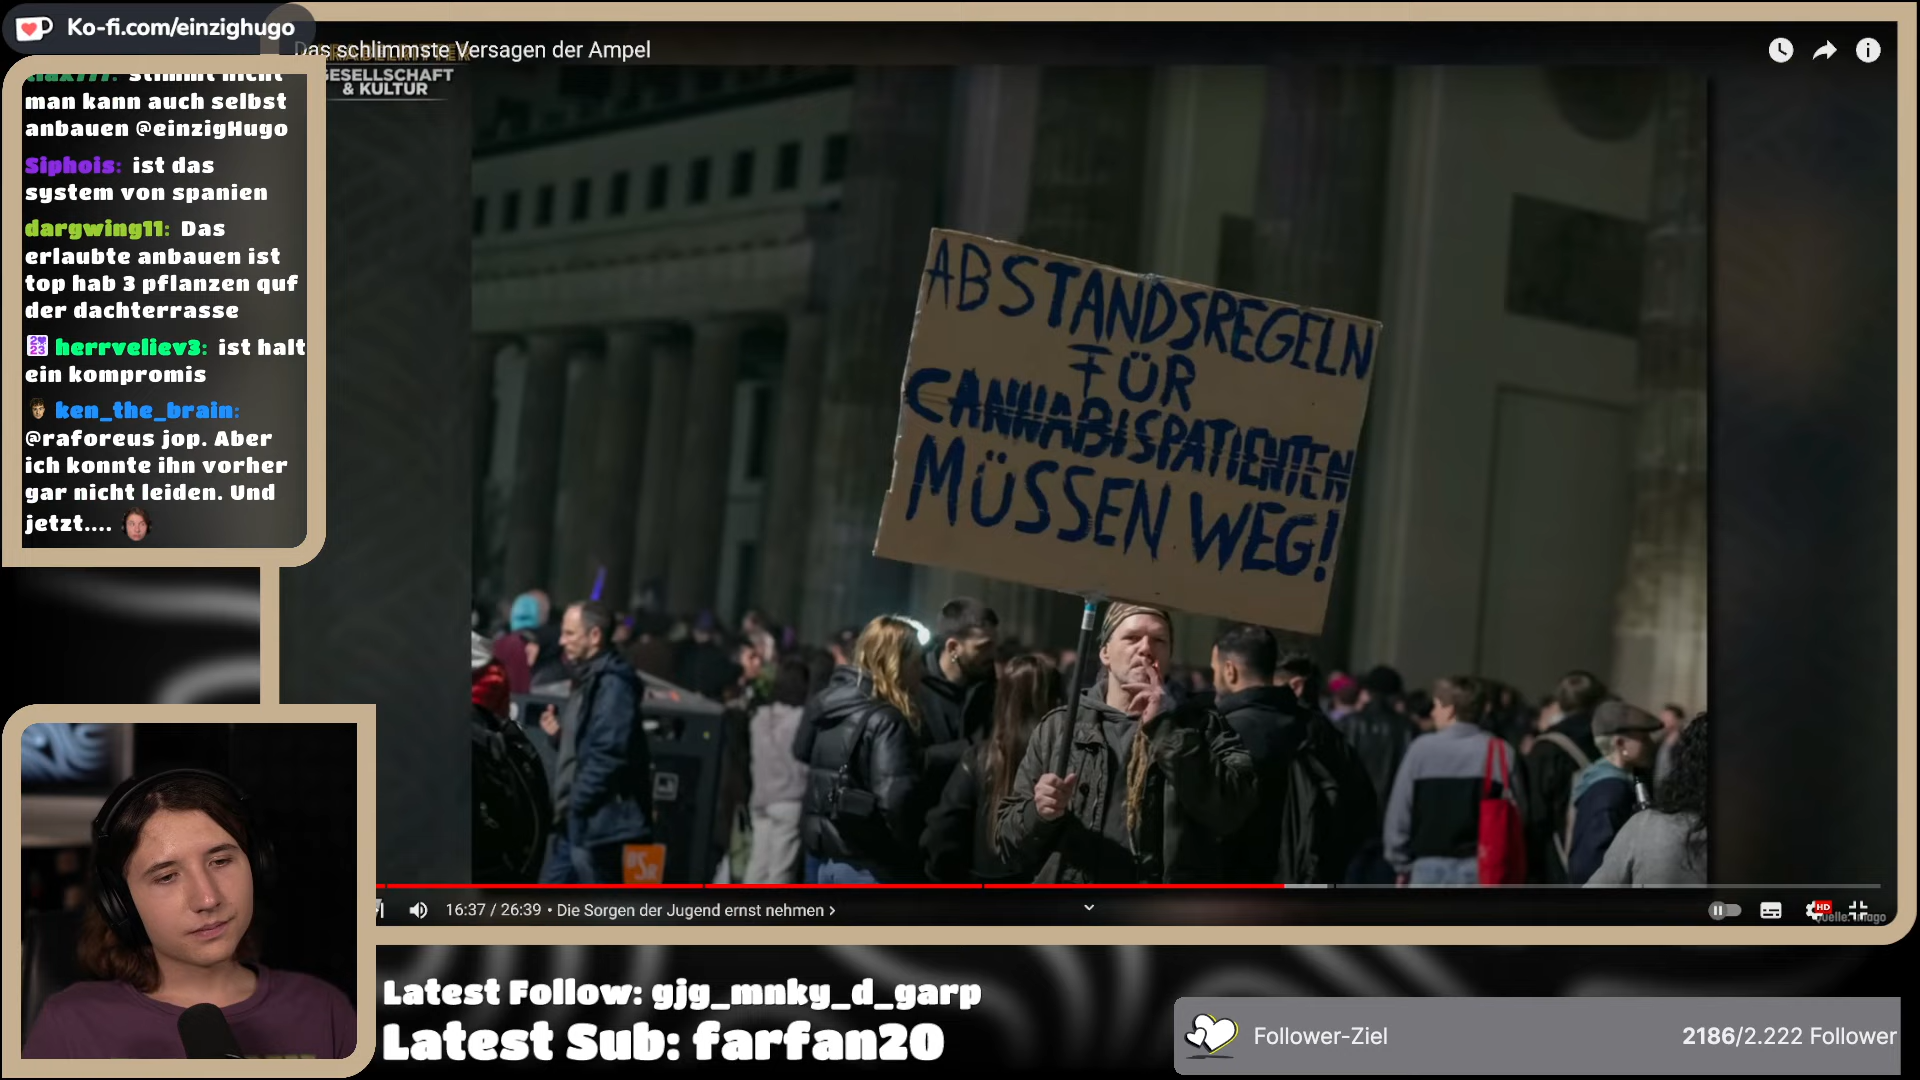 Ko-fi.com/einzighugo
Das schlimmste Versagen der Ampel
GESELLSCHAFT
& KULTUR
stimmt nicht
man kann auch selbst
anbauen @einzigHugo
Siphois: ist das
system von spanien
dargwing11: Das
erlaubte anbauen ist
top hab 3 pflanzen quf
der dachterrasse
herrveliev3: ist halt
ein kompromis
ken_the_brain:
@raforeus jop. Aber
ich konnte ihn vorher
gar nicht leiden. Und
jetzt....
ABSTANDSREGELN
FÜR
CANNABISPATIENTEN
MÜSSEN WEG!
16:37 / 26:39 • Die Sorgen der Jugend ernst nehmen
HD
Latest Follow: gjg_mnky_d_garp
Latest Sub: farfan20
Follower-Ziel
2186/2.222 Follower